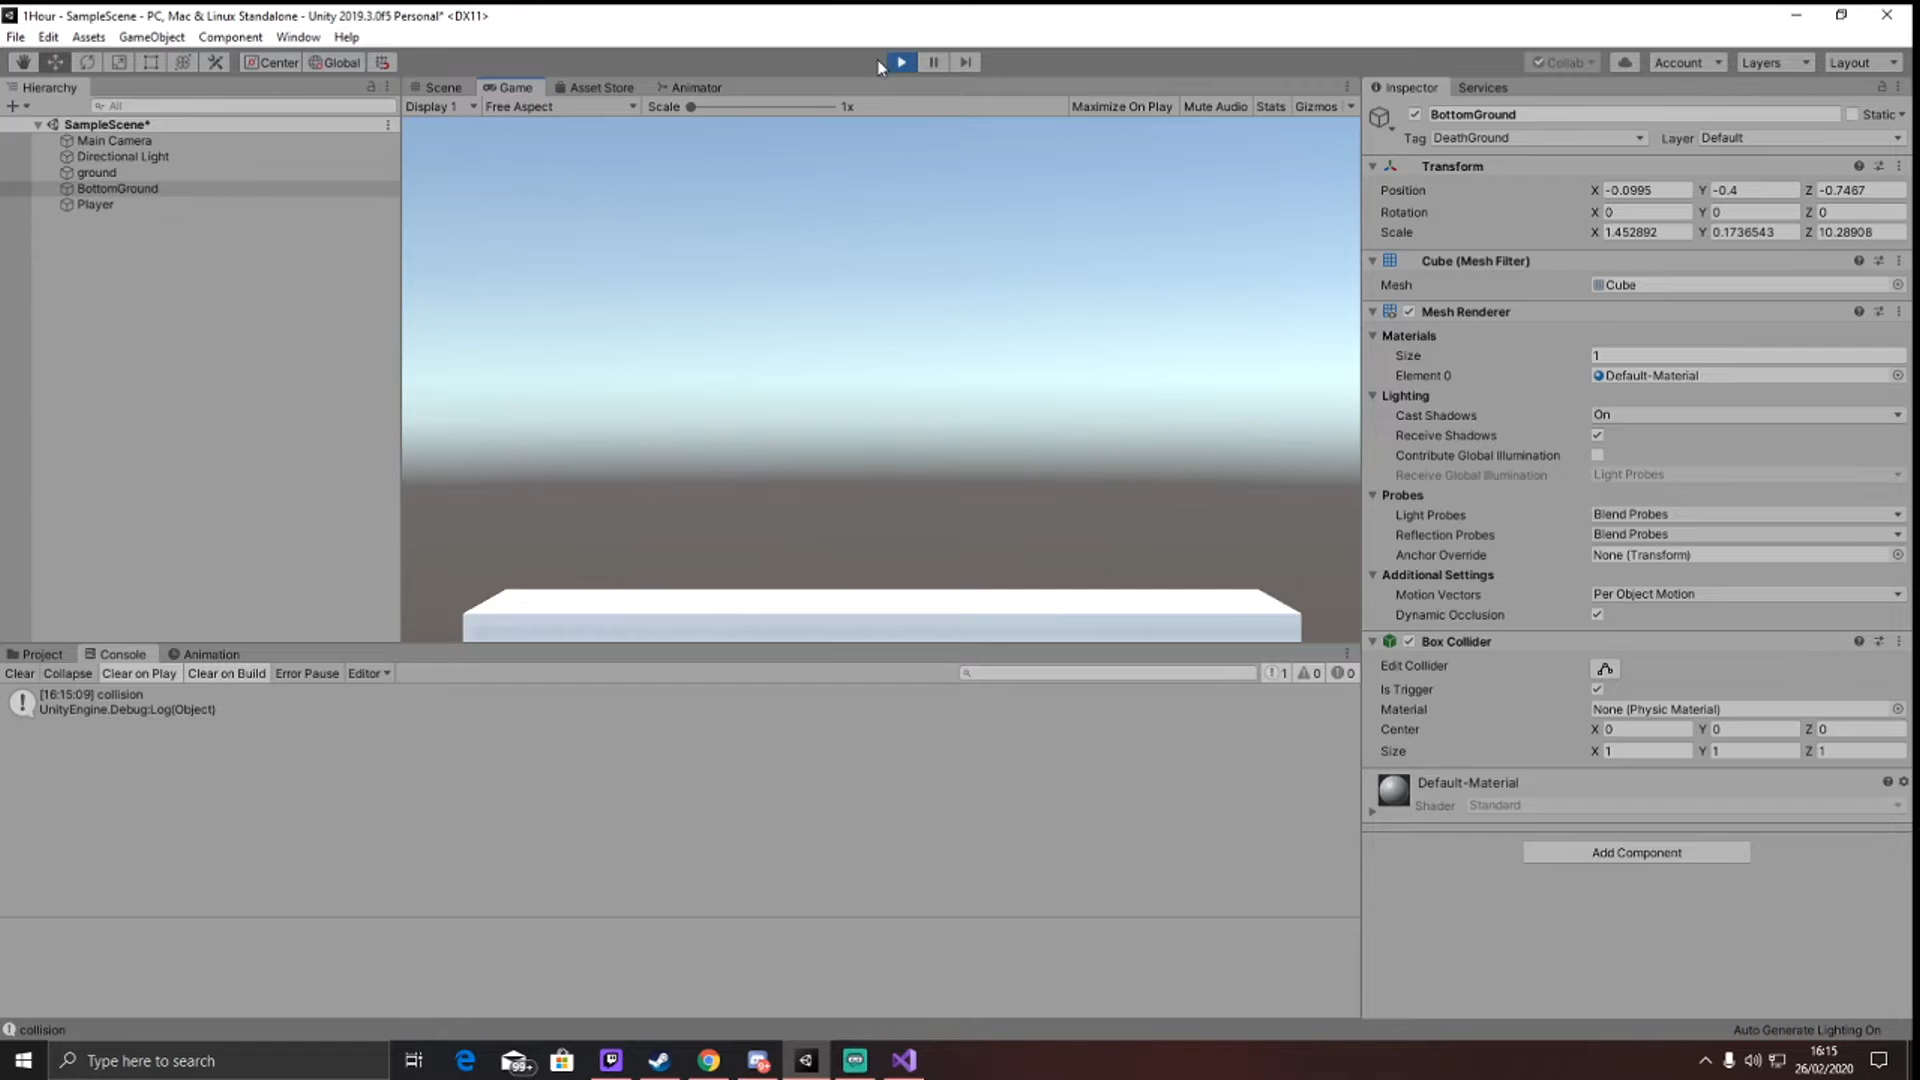 1Hour - SampleScene - PC, Mac & Linux Standalone - Unity 2019.3.0f5 Personal* <DX11>
File Edit Assets GameObject Component Window Help
Center Global Collab Account Layers Layout
Hierarchy
All
SampleScene*
Main Camera
Directional Light
ground
BottomGround
Player
Scene Game Asset Store Animator
Display 1 Free Aspect Scale 1x Maximize On Play Mute Audio Stats Gizmos
Inspector Services
BottomGround Static
Tag DeathGround Layer Default
Transform
Position X -0.0995 Y -0.4 Z -0.7467
Rotation X 0 Y 0 Z 0
Scale X 1.452892 Y 0.1736543 Z 10.28908
Cube (Mesh Filter)
Mesh Cube
Mesh Renderer
Materials
Size 1
Element 0 Default-Material
Lighting
Cast Shadows On
Receive Shadows
Contribute Global Illumination
Receive Global Illumination Light Probes
Probes
Light Probes Blend Probes
Reflection Probes Blend Probes
Anchor Override None (Transform)
Additional Settings
Motion Vectors Per Object Motion
Dynamic Occlusion
Box Collider
Edit Collider
Is Trigger
Material None (Physic Material)
Center X 0 Y 0 Z 0
Size X 1 Y 1 Z 1
Default-Material
Shader Standard
Add Component
Project Console Animation
Clear Collapse Clear on Play Clear on Build Error Pause Editor 1 0 0
[16:15:09] collision
UnityEngine.Debug:Log(Object)
collision
Auto Generate Lighting On
Type here to search
99+
16:15
26/02/2020